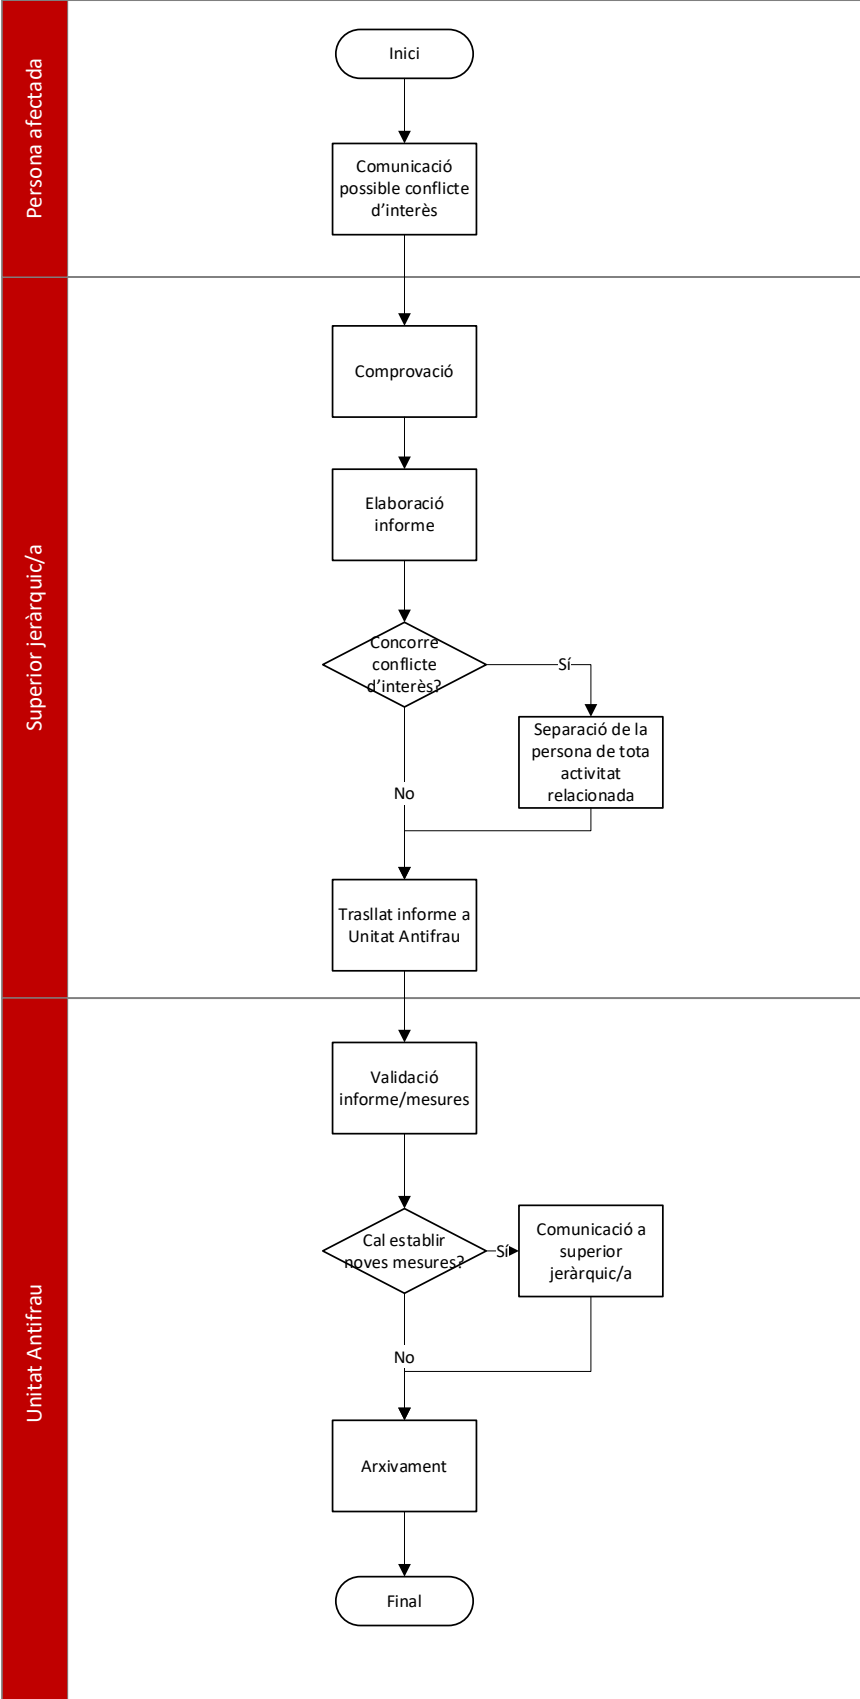 Persona afectada
Inici
Comunicació
possible conflicte
d’interès
Superior jeràrquic/a
Comprovació
Elaboració
informe
Concorre
conflicte
d’interès?
Sí
Separació de la
persona de tota
activitat
relacionada
No
Trasllat informe a
Unitat Antifrau
Unitat Antifrau
Validació
informe/mesures
Cal establir
noves mesures?
Sí
Comunicació a
superior
jeràrquic/a
No
Arxivament
Final